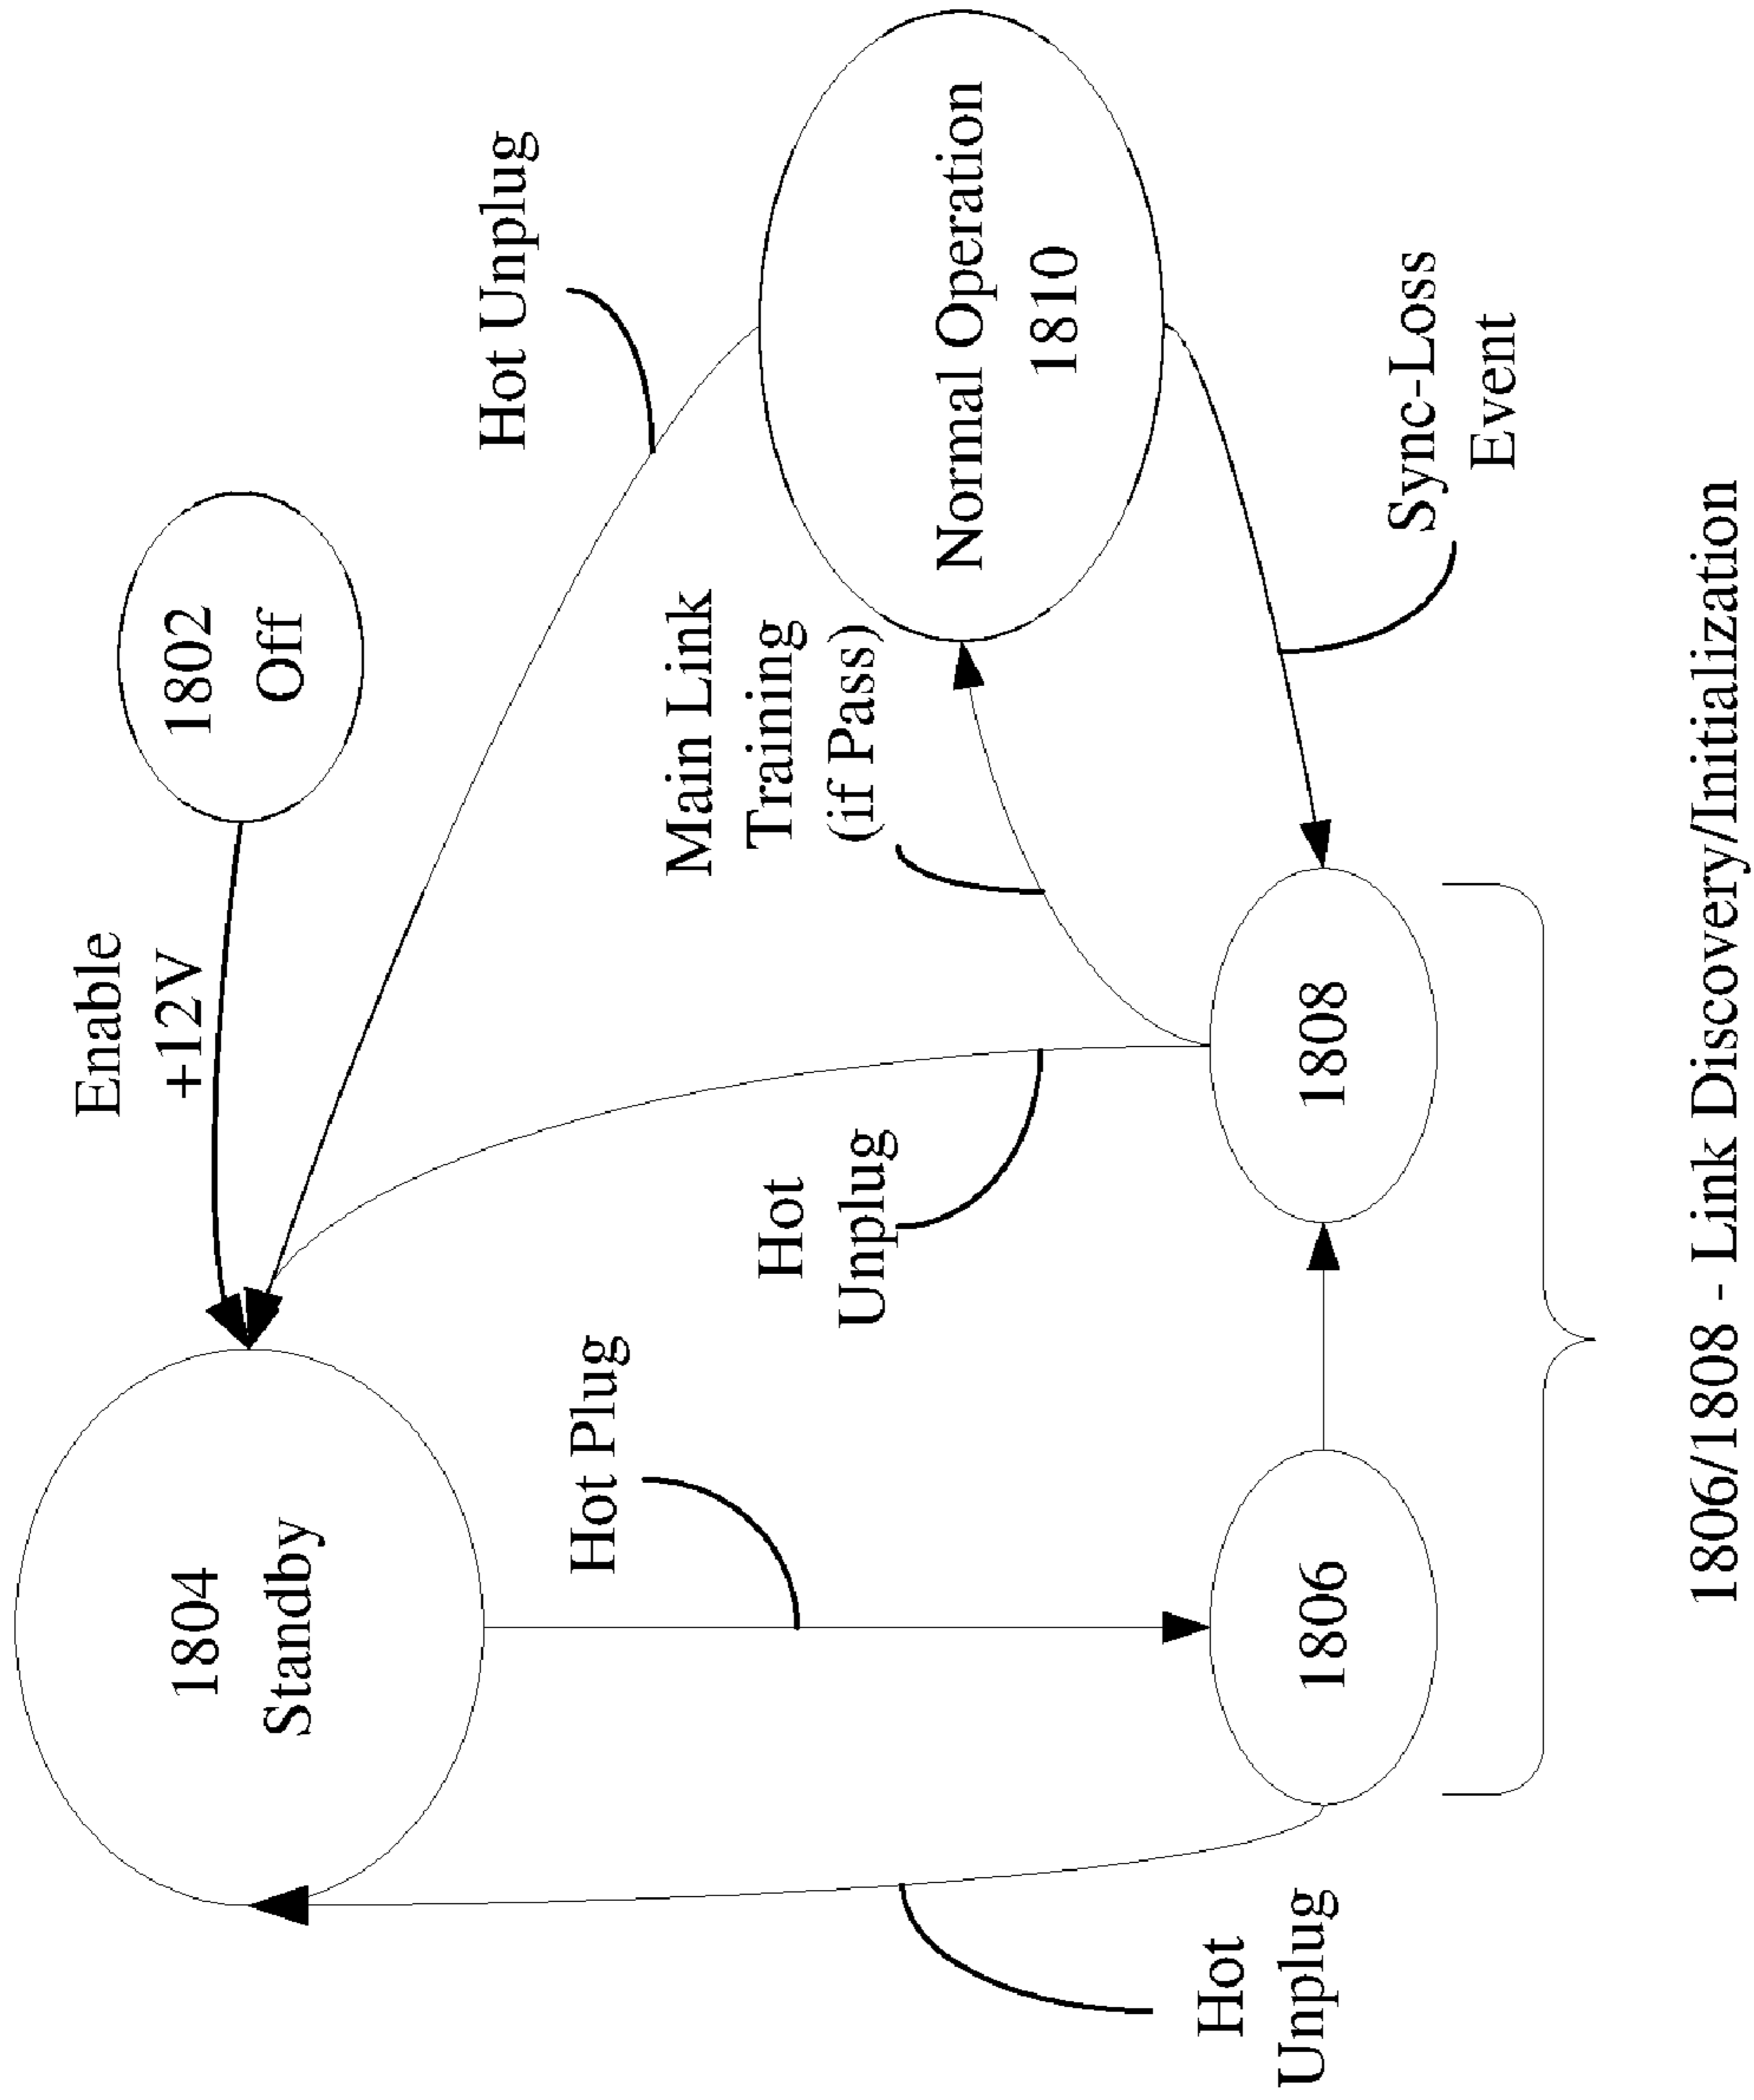 1802
Off
Enable
+12V
1804
Standby
Hot Unplug
Hot Plug
Main Link
Training
(if Pass)
Hot
Unplug
Normal Operation
1810
Hot
Unplug
1806
1808
Sync-Loss
Event
1806/1808 - Link Discovery/Initialization